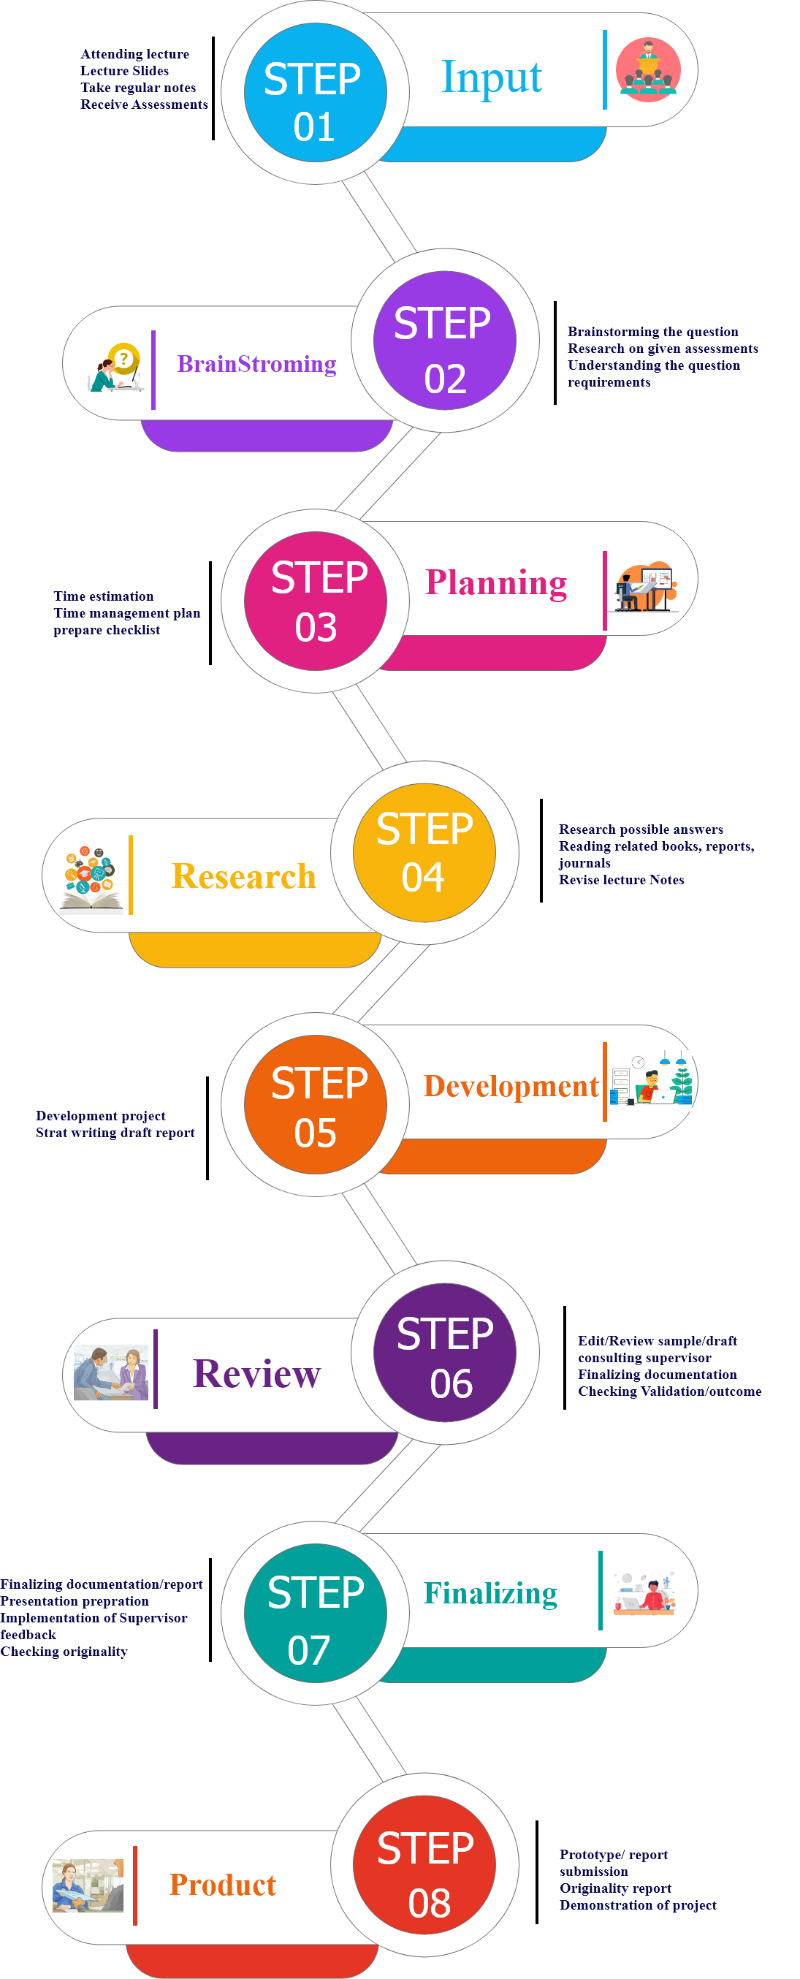 Attending lecture
Lecture Slides
Take regular notes
Receive Assessments
STEP
01
Input
BrainStroming
STEP
02
Brainstorming the question
Research on given assessments
Understanding the question
requirements
Time estimation
Time management plan
prepare checklist
STEP
03
Planning
Research
STEP
04
Research possible answers
Reading related books, reports,
journals
Revise lecture Notes
Development project
Strat writing draft report
STEP
05
Development
Review
STEP
06
Edit/Review sample/draft
consulting supervisor
Finalizing documentation
Checking Validation/outcome
Finalizing documentation/report
Presentation prepration
Implementation of Supervisor
feedback
Checking originality
STEP
07
Finalizing
Product
STEP
08
Prototype/ report
submission
Originality report
Demonstration of project